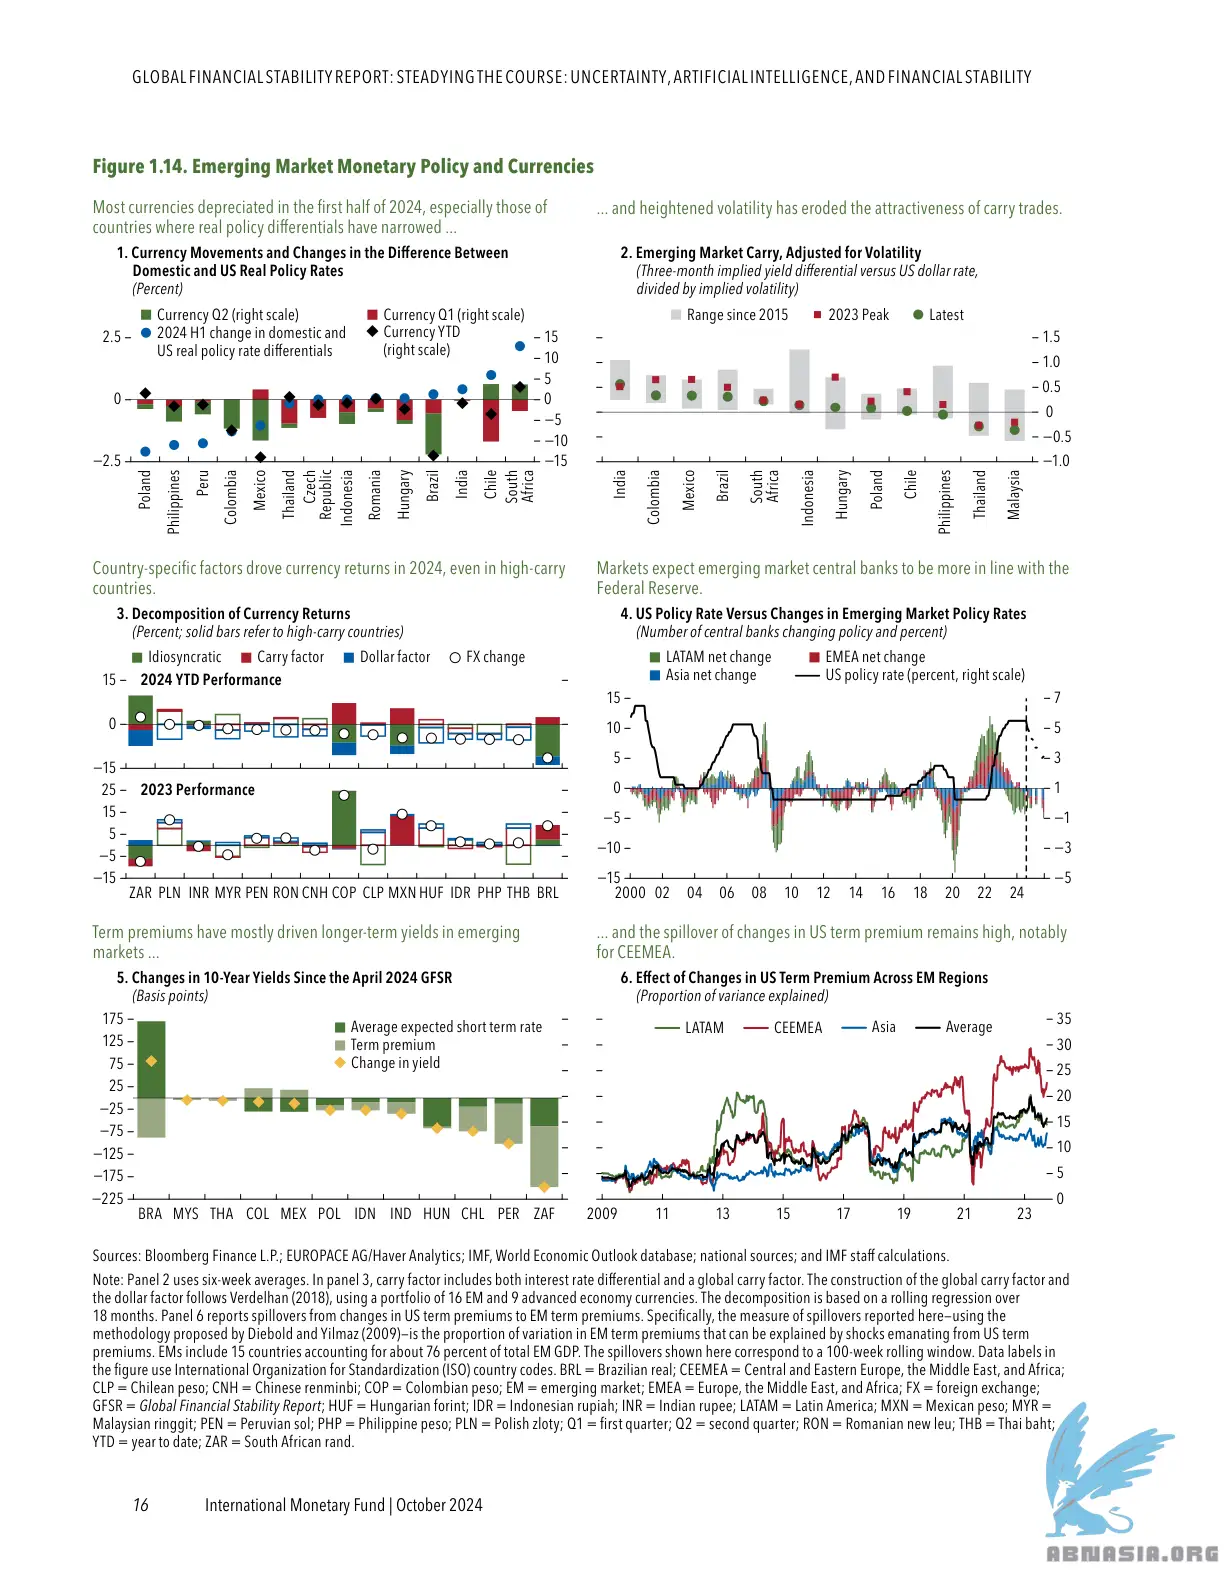 GLOBAL FINANCIAL STABILITY REPORT: STEADYING THE COURSE: UNCERTAINTY, ARTIFICIAL INTELLIGENCE, AND FINANCIAL STABILITY
Figure 1.14. Emerging Market Monetary Policy and Currencies
Most currencies depreciated in the first half of 2024, especially those of
countries where real policy differentials have narrowed ...
1. Currency Movements and Changes in the Difference Between
Domestic and US Real Policy Rates
(Percent)
Currency Q2 (right scale)
Currency Q1 (right scale)
2024 H1 change in domestic and
US real policy rate differentials
Currency YTD
(right scale)
2.5
0
–2.5
15
10
5
0
–5
–10
–15
Poland
Philippines
Peru
Colombia
Mexico
Thailand
Czech
Republic
Indonesia
Romania
Hungary
Brazil
India
Chile
South
Africa
... and heightened volatility has eroded the attractiveness of carry trades.
2. Emerging Market Carry, Adjusted for Volatility
(Three-month implied yield differential versus US dollar rate,
divided by implied volatility)
Range since 2015
2023 Peak
Latest
1.5
1.0
0.5
0
–0.5
–1.0
India
Colombia
Mexico
Brazil
South
Africa
Indonesia
Hungary
Poland
Chile
Philippines
Thailand
Malaysia
Country-specific factors drove currency returns in 2024, even in high-carry
countries.
3. Decomposition of Currency Returns
(Percent; solid bars refer to high-carry countries)
Idiosyncratic
Carry factor
Dollar factor
FX change
15
2024 YTD Performance
0
–15
25
2023 Performance
15
5
–5
–15
ZAR PLN INR MYR PEN RON CNH COP CLP MXN HUF IDR PHP THB BRL
Markets expect emerging market central banks to be more in line with the
Federal Reserve.
4. US Policy Rate Versus Changes in Emerging Market Policy Rates
(Number of central banks changing policy and percent)
LATAM net change
EMEA net change
Asia net change
US policy rate (percent, right scale)
15
10
5
0
–5
–10
–15
7
5
3
1
–1
–3
–5
2000 02 04 06 08 10 12 14 16 18 20 22 24
Term premiums have mostly driven longer-term yields in emerging
markets ...
5. Changes in 10-Year Yields Since the April 2024 GFSR
(Basis points)
Average expected short term rate
Term premium
Change in yield
175
125
75
25
–25
–75
–125
–175
–225
BRA MYS THA COL MEX POL IDN IND HUN CHL PER ZAF
... and the spillover of changes in US term premium remains high, notably
for CEEMEA.
6. Effect of Changes in US Term Premium Across EM Regions
(Proportion of variance explained)
LATAM
CEEMEA
Asia
Average
35
30
25
20
15
10
5
0
2009 11 13 15 17 19 21 23
Sources: Bloomberg Finance L.P.; EUROPACE AG/Haver Analytics; IMF, World Economic Outlook database; national sources; and IMF staff calculations.
Note: Panel 2 uses six-week averages. In panel 3, carry factor includes both interest rate differential and a global carry factor. The construction of the global carry factor and
the dollar factor follows Verdelhan (2018), using a portfolio of 16 EM and 9 advanced economy currencies. The decomposition is based on a rolling regression over
18 months. Panel 6 reports spillovers from changes in US term premiums to EM term premiums. Specifically, the measure of spillovers reported here—using the
methodology proposed by Diebold and Yilmaz (2009)—is the proportion of variation in EM term premiums that can be explained by shocks emanating from US term
premiums. EMs include 15 countries accounting for about 76 percent of total EM GDP. The spillovers shown here correspond to a 100-week rolling window. Data labels in
the figure use International Organization for Standardization (ISO) country codes. BRL = Brazilian real; CEEMEA = Central and Eastern Europe, the Middle East, and Africa;
CLP = Chilean peso; CNH = Chinese renminbi; COP = Colombian peso; EM = emerging market; EMEA = Europe, the Middle East, and Africa; FX = foreign exchange;
GFSR = Global Financial Stability Report; HUF = Hungarian forint; IDR = Indonesian rupiah; INR = Indian rupee; LATAM = Latin America; MXN = Mexican peso; MYR =
Malaysian ringgit; PEN = Peruvian sol; PHP = Philippine peso; PLN = Polish zloty; Q1 = first quarter; Q2 = second quarter; RON = Romanian new leu; THB = Thai baht;
YTD = year to date; ZAR = South African rand.
16 International Monetary Fund | October 2024
ABNASIA.ORG